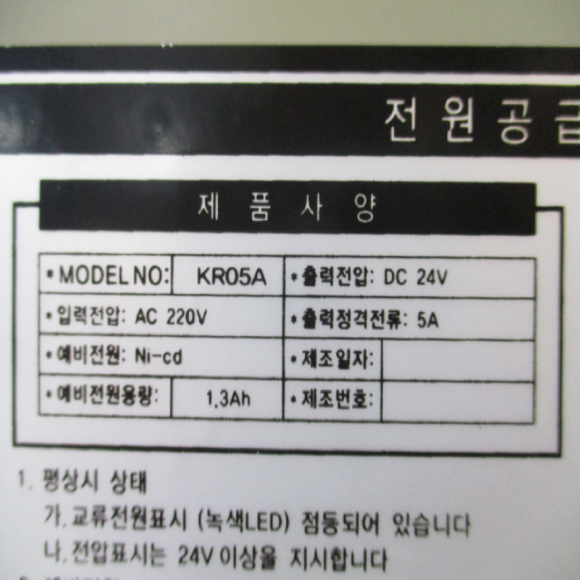 전원공급
제품사양
* MODEL NO: KR05A * 출력전압: DC 24V
* 입력전압: AC 220V * 출력정격전류: 5A
* 예비전원: Ni-cd * 제조일자:
* 예비전원용량: 1,3Ah * 제조번호:
1. 평상시 상태
가. 교류전원표시 (녹색LED) 점등되어 있습니다
나. 전압표시는 24V이상을 지시합니다